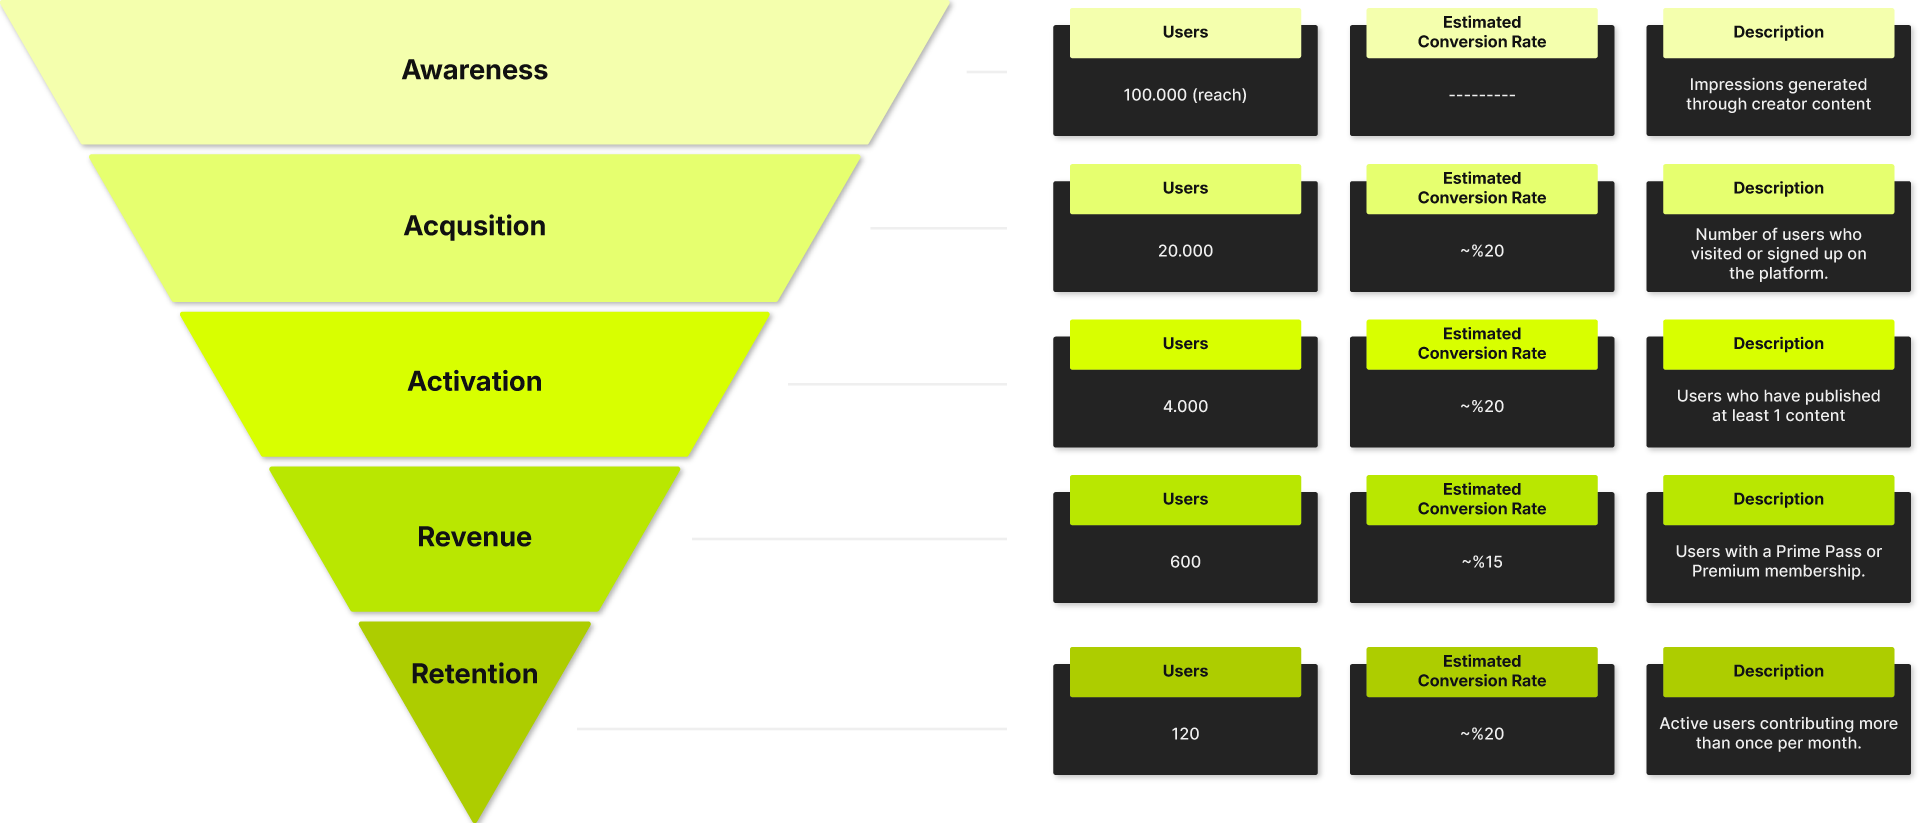 Awareness
Users
100.000 (reach)
Estimated
Conversion Rate
---------
Description
Impressions generated
through creator content
Acqusition
Users
20.000
Estimated
Conversion Rate
~%20
Description
Number of users who
visited or signed up on
the platform.
Activation
Users
4.000
Estimated
Conversion Rate
~%20
Description
Users who have published
at least 1 content
Revenue
Users
600
Estimated
Conversion Rate
~%15
Description
Users with a Prime Pass or
Premium membership.
Retention
Users
120
Estimated
Conversion Rate
~%20
Description
Active users contributing more
than once per month.